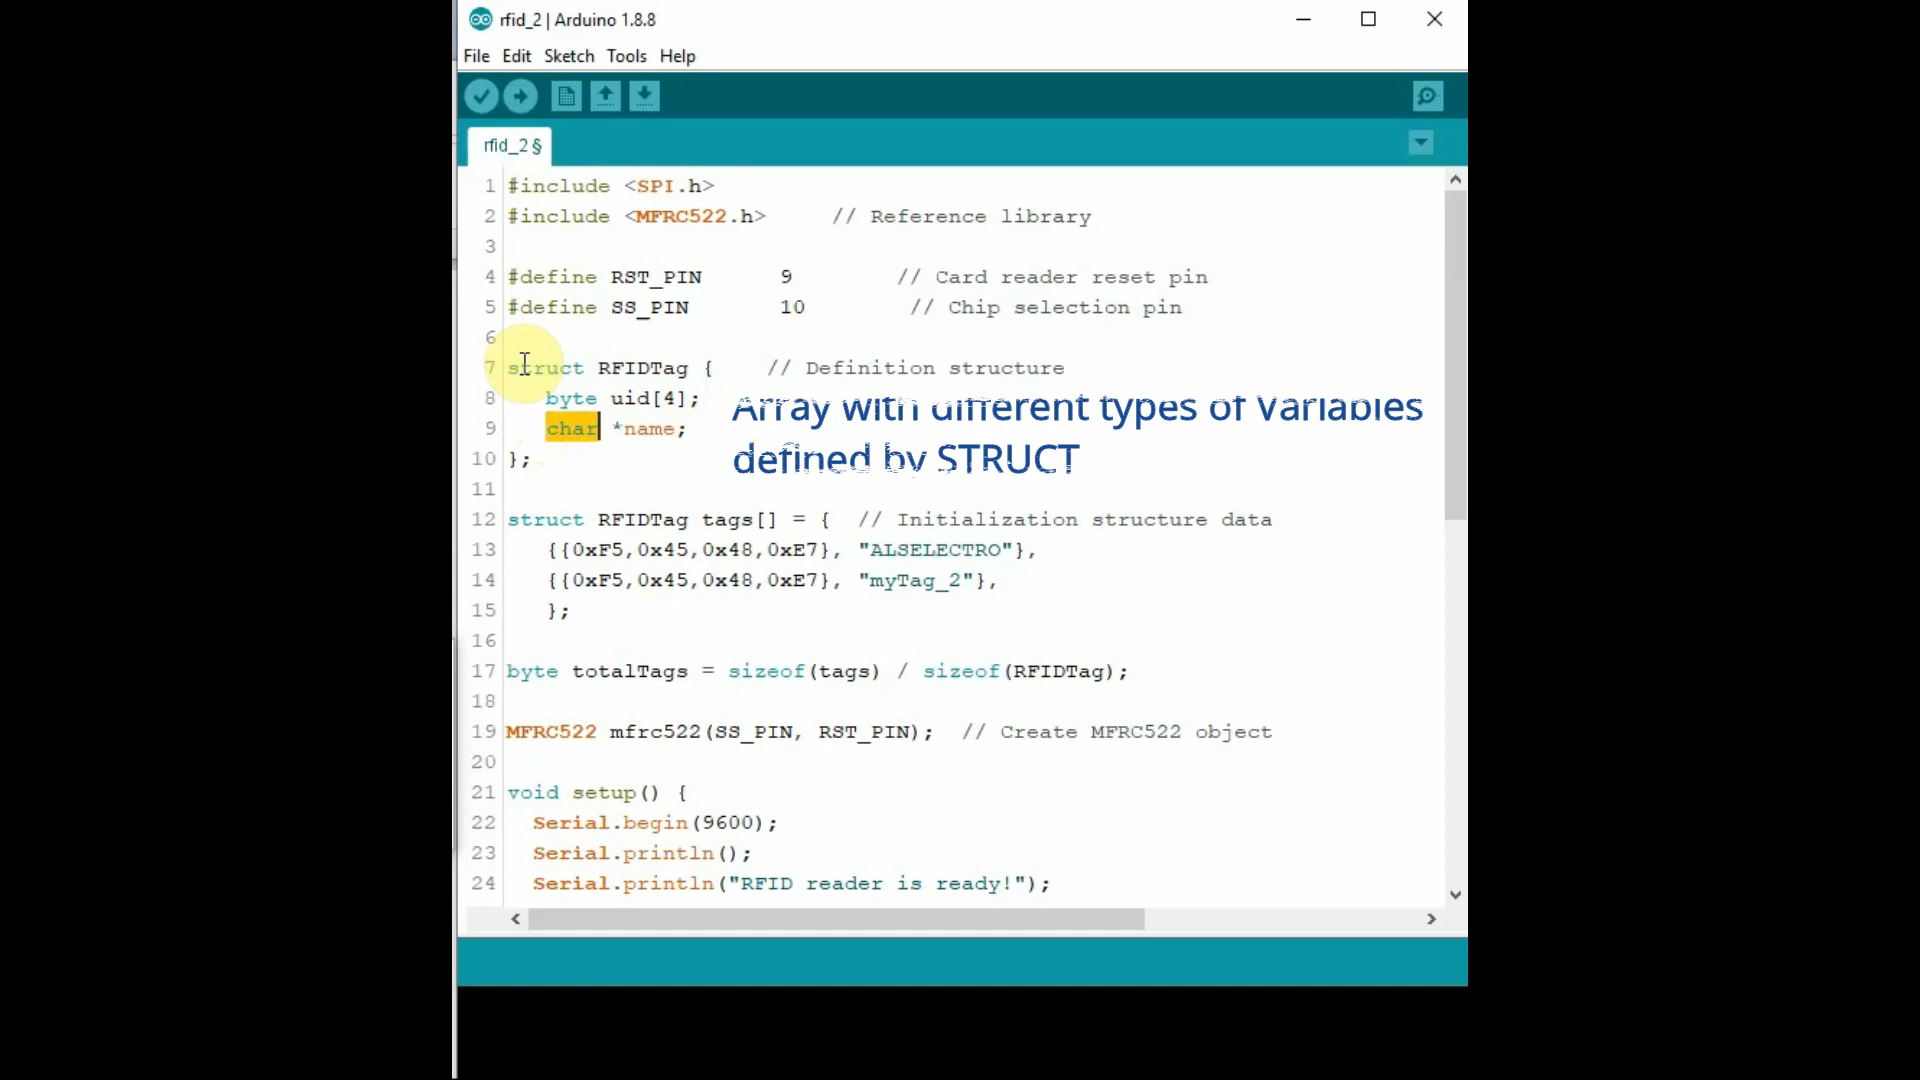 rfid_2 | Arduino 1.8.8
File Edit Sketch Tools Help
rfid_2 §
1 #include <SPI.h>
2 #include <MFRC522.h> // Reference library
3
4 #define RST_PIN 9 // Card reader reset pin
5 #define SS_PIN 10 // Chip selection pin
6
7 struct RFIDTag { // Definition structure
8 byte uid[4];
9 char *name;
10 };
Array with different types of Variables
defined by STRUCT
11
12 struct RFIDTag tags[] = { // Initialization structure data
13 {{0xF5,0x45,0x48,0xE7}, "ALSELECTRO"},
14 {{0xF5,0x45,0x48,0xE7}, "myTag_2"},
15 };
16
17 byte totalTags = sizeof(tags) / sizeof(RFIDTag);
18
19 MFRC522 mfrc522(SS_PIN, RST_PIN); // Create MFRC522 object
20
21 void setup() {
22 Serial.begin(9600);
23 Serial.println();
24 Serial.println("RFID reader is ready!");